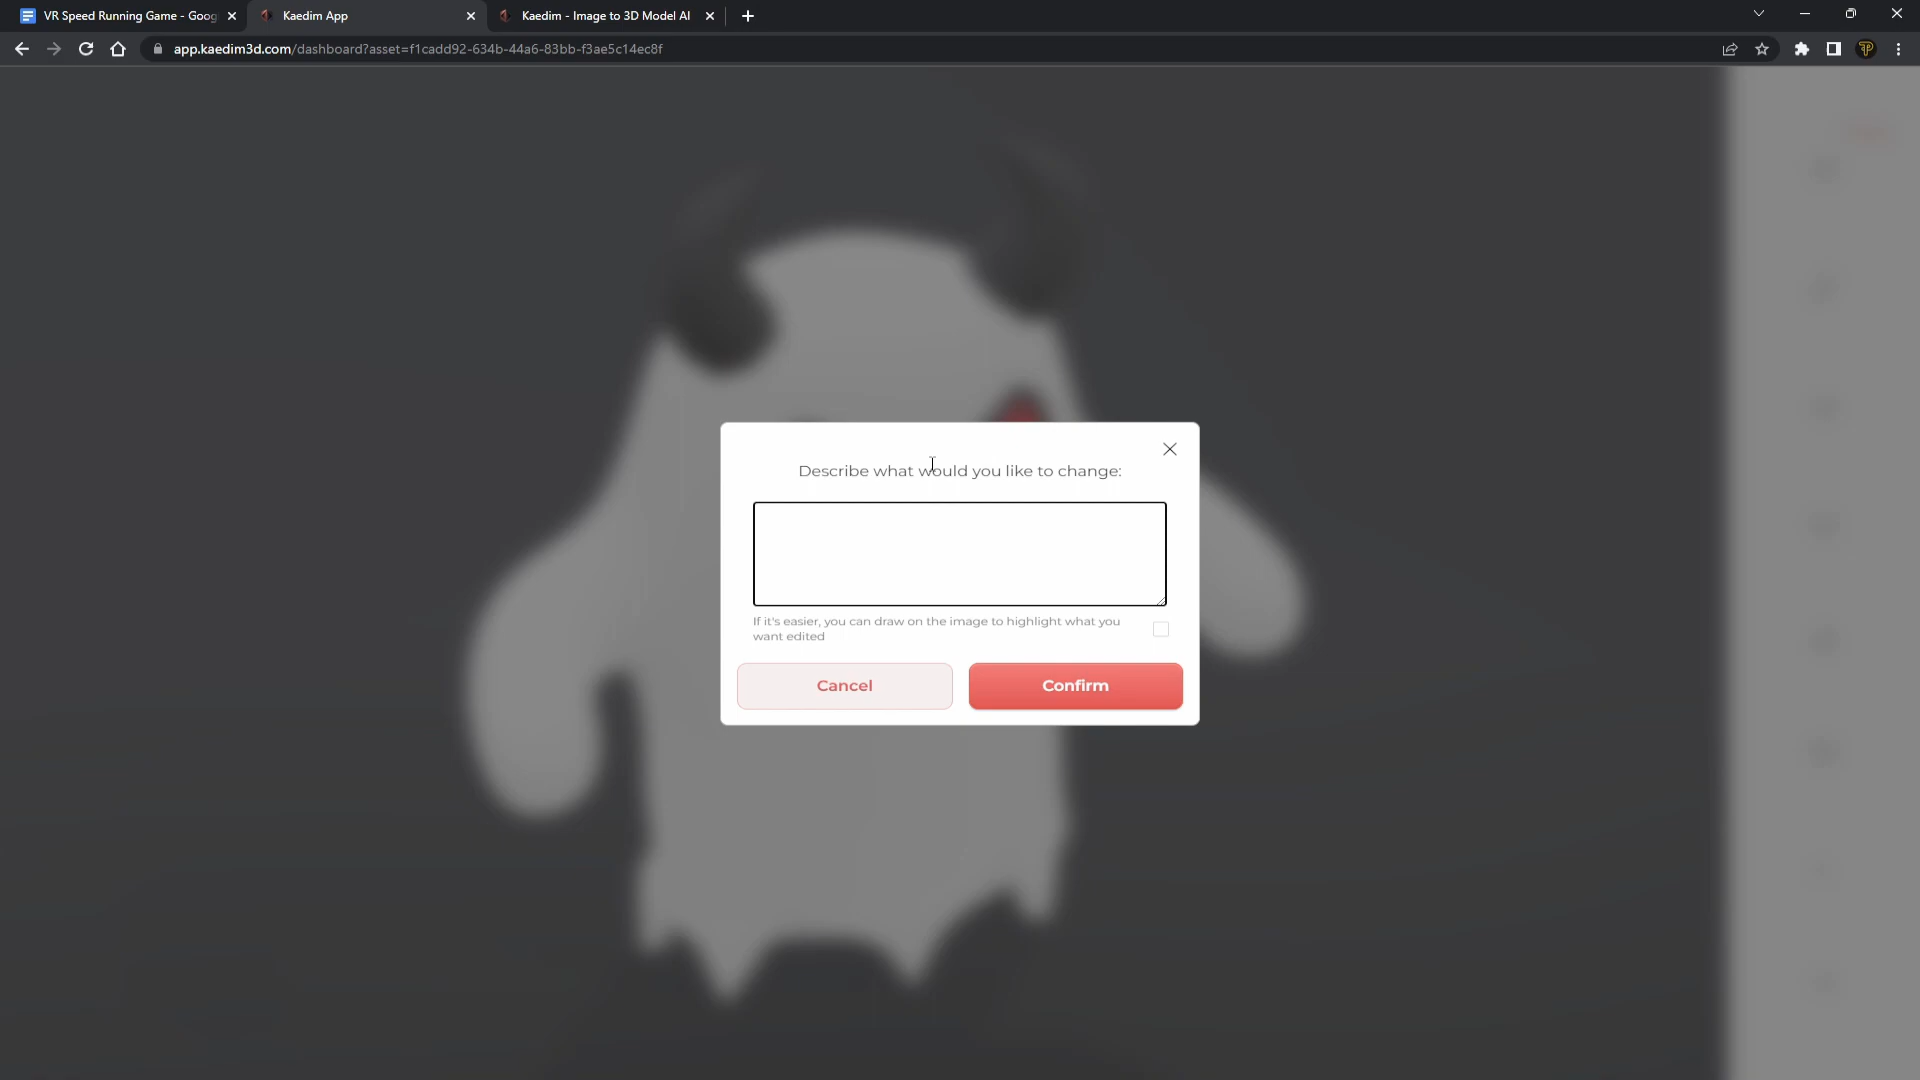 VR Speed Running Game - Goog
Kaedim App
Kaedim - Image to 3D Model AI
app.kaedim3d.com/dashboard?asset=f1cadd92-634b-44a6-83bb-f3ae5c14ec8f
Describe what would you like to change:
If it's easier, you can draw on the image to highlight what you
want edited
Cancel
Confirm